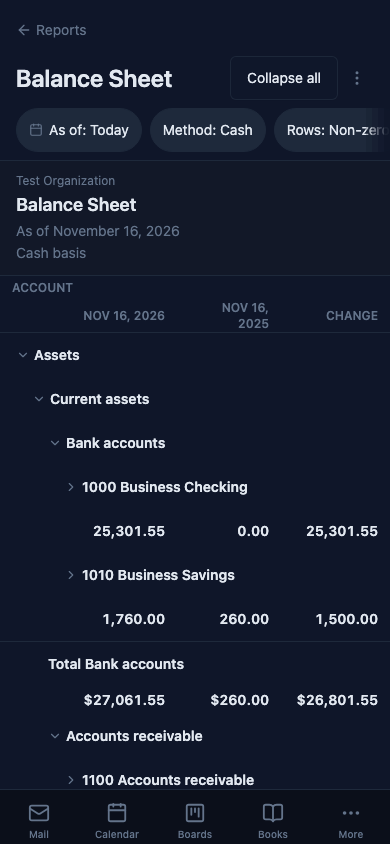 Reports
Balance Sheet
Collapse all
As of: Today
Method: Cash
Rows: Non-zero
Test Organization
Balance Sheet
As of November 16, 2026
Cash basis
ACCOUNT
NOV 16, 2026
NOV 16,
2025
CHANGE
Assets
Current assets
Bank accounts
1000 Business Checking
25,301.55 0.00 25,301.55
1010 Business Savings
1,760.00 260.00 1,500.00
Total Bank accounts
$27,061.55 $260.00 $26,801.55
Accounts receivable
1100 Accounts receivable
Mail
Calendar
Boards
Books
More